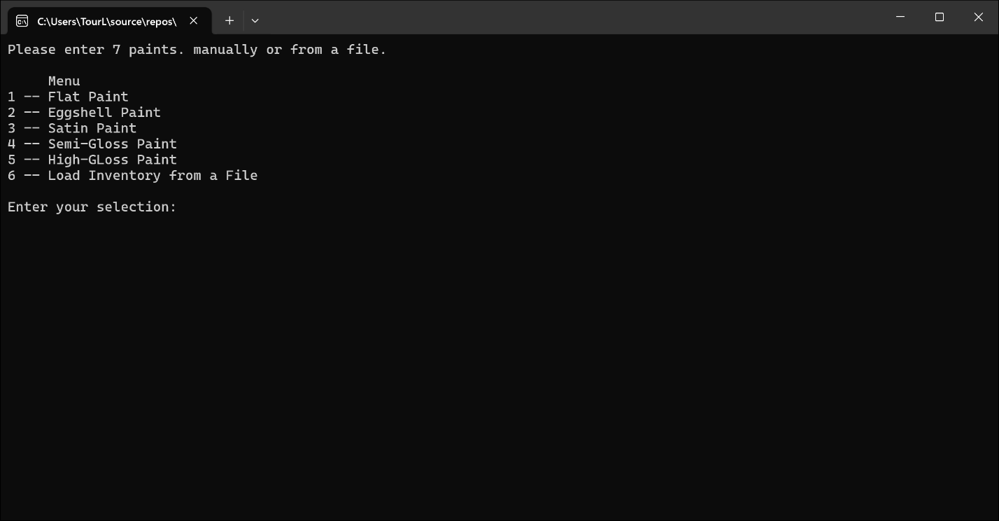 C:\Users\TourL\source\repos\
Please enter 7 paints. manually or from a file.
Menu
1 -- Flat Paint
2 -- Eggshell Paint
3 -- Satin Paint
4 -- Semi-Gloss Paint
5 -- High-GLoss Paint
6 -- Load Inventory from a File
Enter your selection: